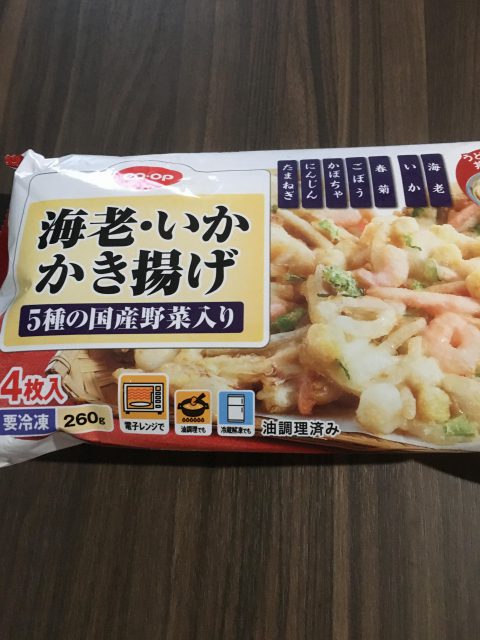 co-op
海老・いか
かき揚げ
5種の国産野菜入り
海老
いか
春菊
ごぼう
かぼちゃ
にんじん
たまねぎ
4枚入
要冷凍
260g
電子レンジで
油調理でも
冷蔵解凍でも
油調理済み